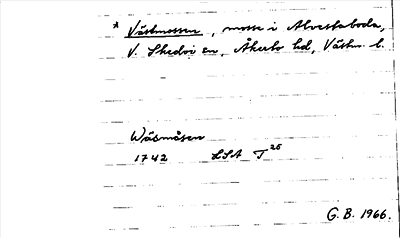 * Västmossen, mosse i Alvestaboda,
V. Skedvi sn, Åkerbo hd, Västm. l.
Wäsmåsen
1742 LSA T 25
G.B. 1966.